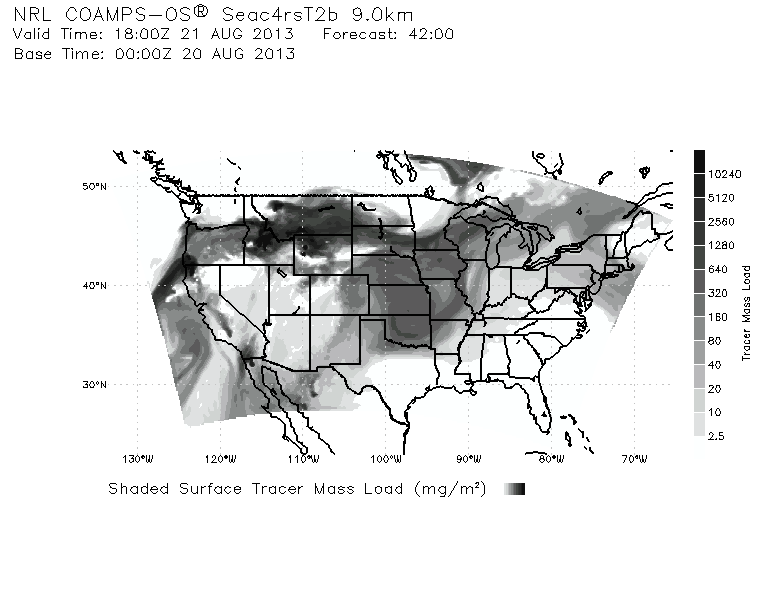 NRL COAMPS-OS® Seac4rsT2b 9.0km
Valid Time: 18:00Z 21 AUG 2013 Forecast: 42:00
Base Time: 00:00Z 20 AUG 2013
50°N
40°N
30°N
130°W 120°W 110°W 100°W 90°W 80°W 70°W
10240
5120
2560
1280
640
320
160
80
40
20
10
2.5
Tracer Mass Load
Shaded Surface Tracer Mass Load (mg/m²)